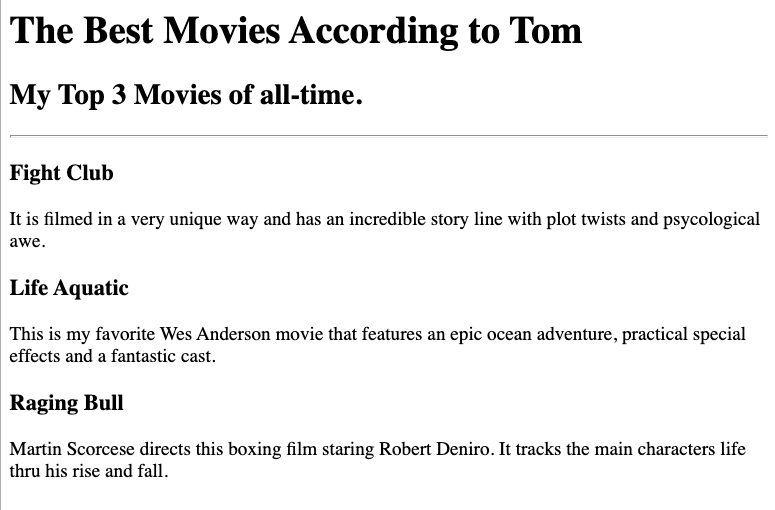 The Best Movies According to Tom
My Top 3 Movies of all-time.
Fight Club
It is filmed in a very unique way and has an incredible story line with plot twists and psycological
awe.
Life Aquatic
This is my favorite Wes Anderson movie that features an epic ocean adventure, practical special
effects and a fantastic cast.
Raging Bull
Martin Scorcese directs this boxing film staring Robert Deniro. It tracks the main characters life
thru his rise and fall.